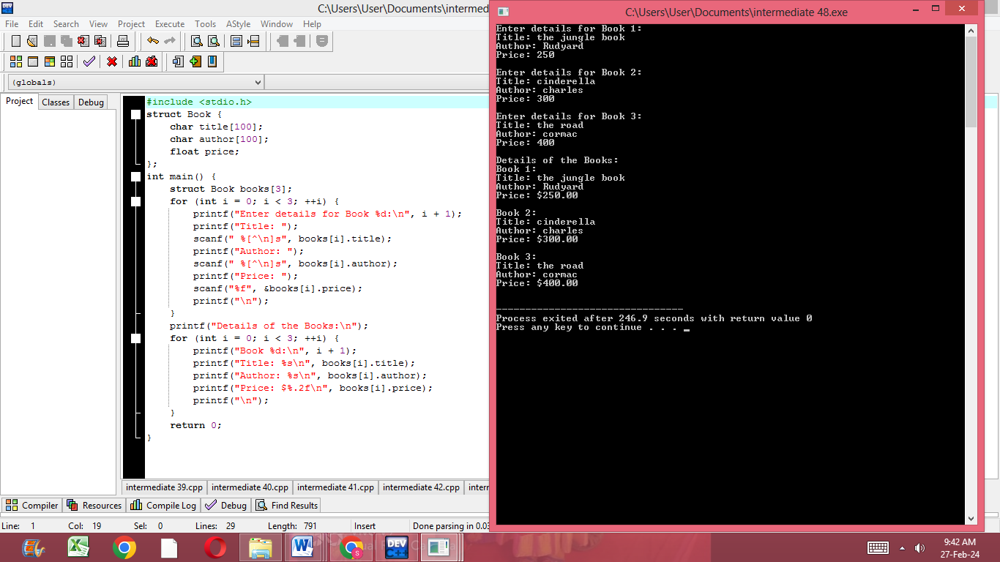 C:\Users\User\Documents\intermed
File Edit Search View Project Execute Tools AStyle Window Help
(globals)
Project Classes Debug
#include <stdio.h>
struct Book {
    char title[100];
    char author[100];
    float price;
};
int main() {
    struct Book books[3];
    for (int i = 0; i < 3; ++i) {
        printf("Enter details for Book %d:\n", i + 1);
        printf("Title: ");
        scanf(" %[^\n]s", books[i].title);
        printf("Author: ");
        scanf(" %[^\n]s", books[i].author);
        printf("Price: ");
        scanf("%f", &books[i].price);
        printf("\n");
    }
    printf("Details of the Books:\n");
    for (int i = 0; i < 3; ++i) {
        printf("Book %d:\n", i + 1);
        printf("Title: %s\n", books[i].title);
        printf("Author: %s\n", books[i].author);
        printf("Price: $%.2f\n", books[i].price);
        printf("\n");
    }
    return 0;
}
intermediate 39.cpp intermediate 40.cpp intermediate 41.cpp intermediate 42.cpp interr
Compiler Resources Compile Log Debug Find Results
Line: 1 Col: 19 Sel: 0 Lines: 29 Length: 791 Insert Done parsing in 0.03
C:\Users\User\Documents\intermediate 48.exe
Enter details for Book 1:
Title: the jungle book
Author: Rudyard
Price: 250
Enter details for Book 2:
Title: cinderella
Author: charles
Price: 300
Enter details for Book 3:
Title: the road
Author: cormac
Price: 400
Details of the Books:
Book 1:
Title: the jungle book
Author: Rudyard
Price: $250.00
Book 2:
Title: cinderella
Author: charles
Price: $300.00
Book 3:
Title: the road
Author: cormac
Price: $400.00
--------------------------------
Process exited after 246.9 seconds with return value 0
Press any key to continue . . .
DEV C++
9:42 AM
27-Feb-24